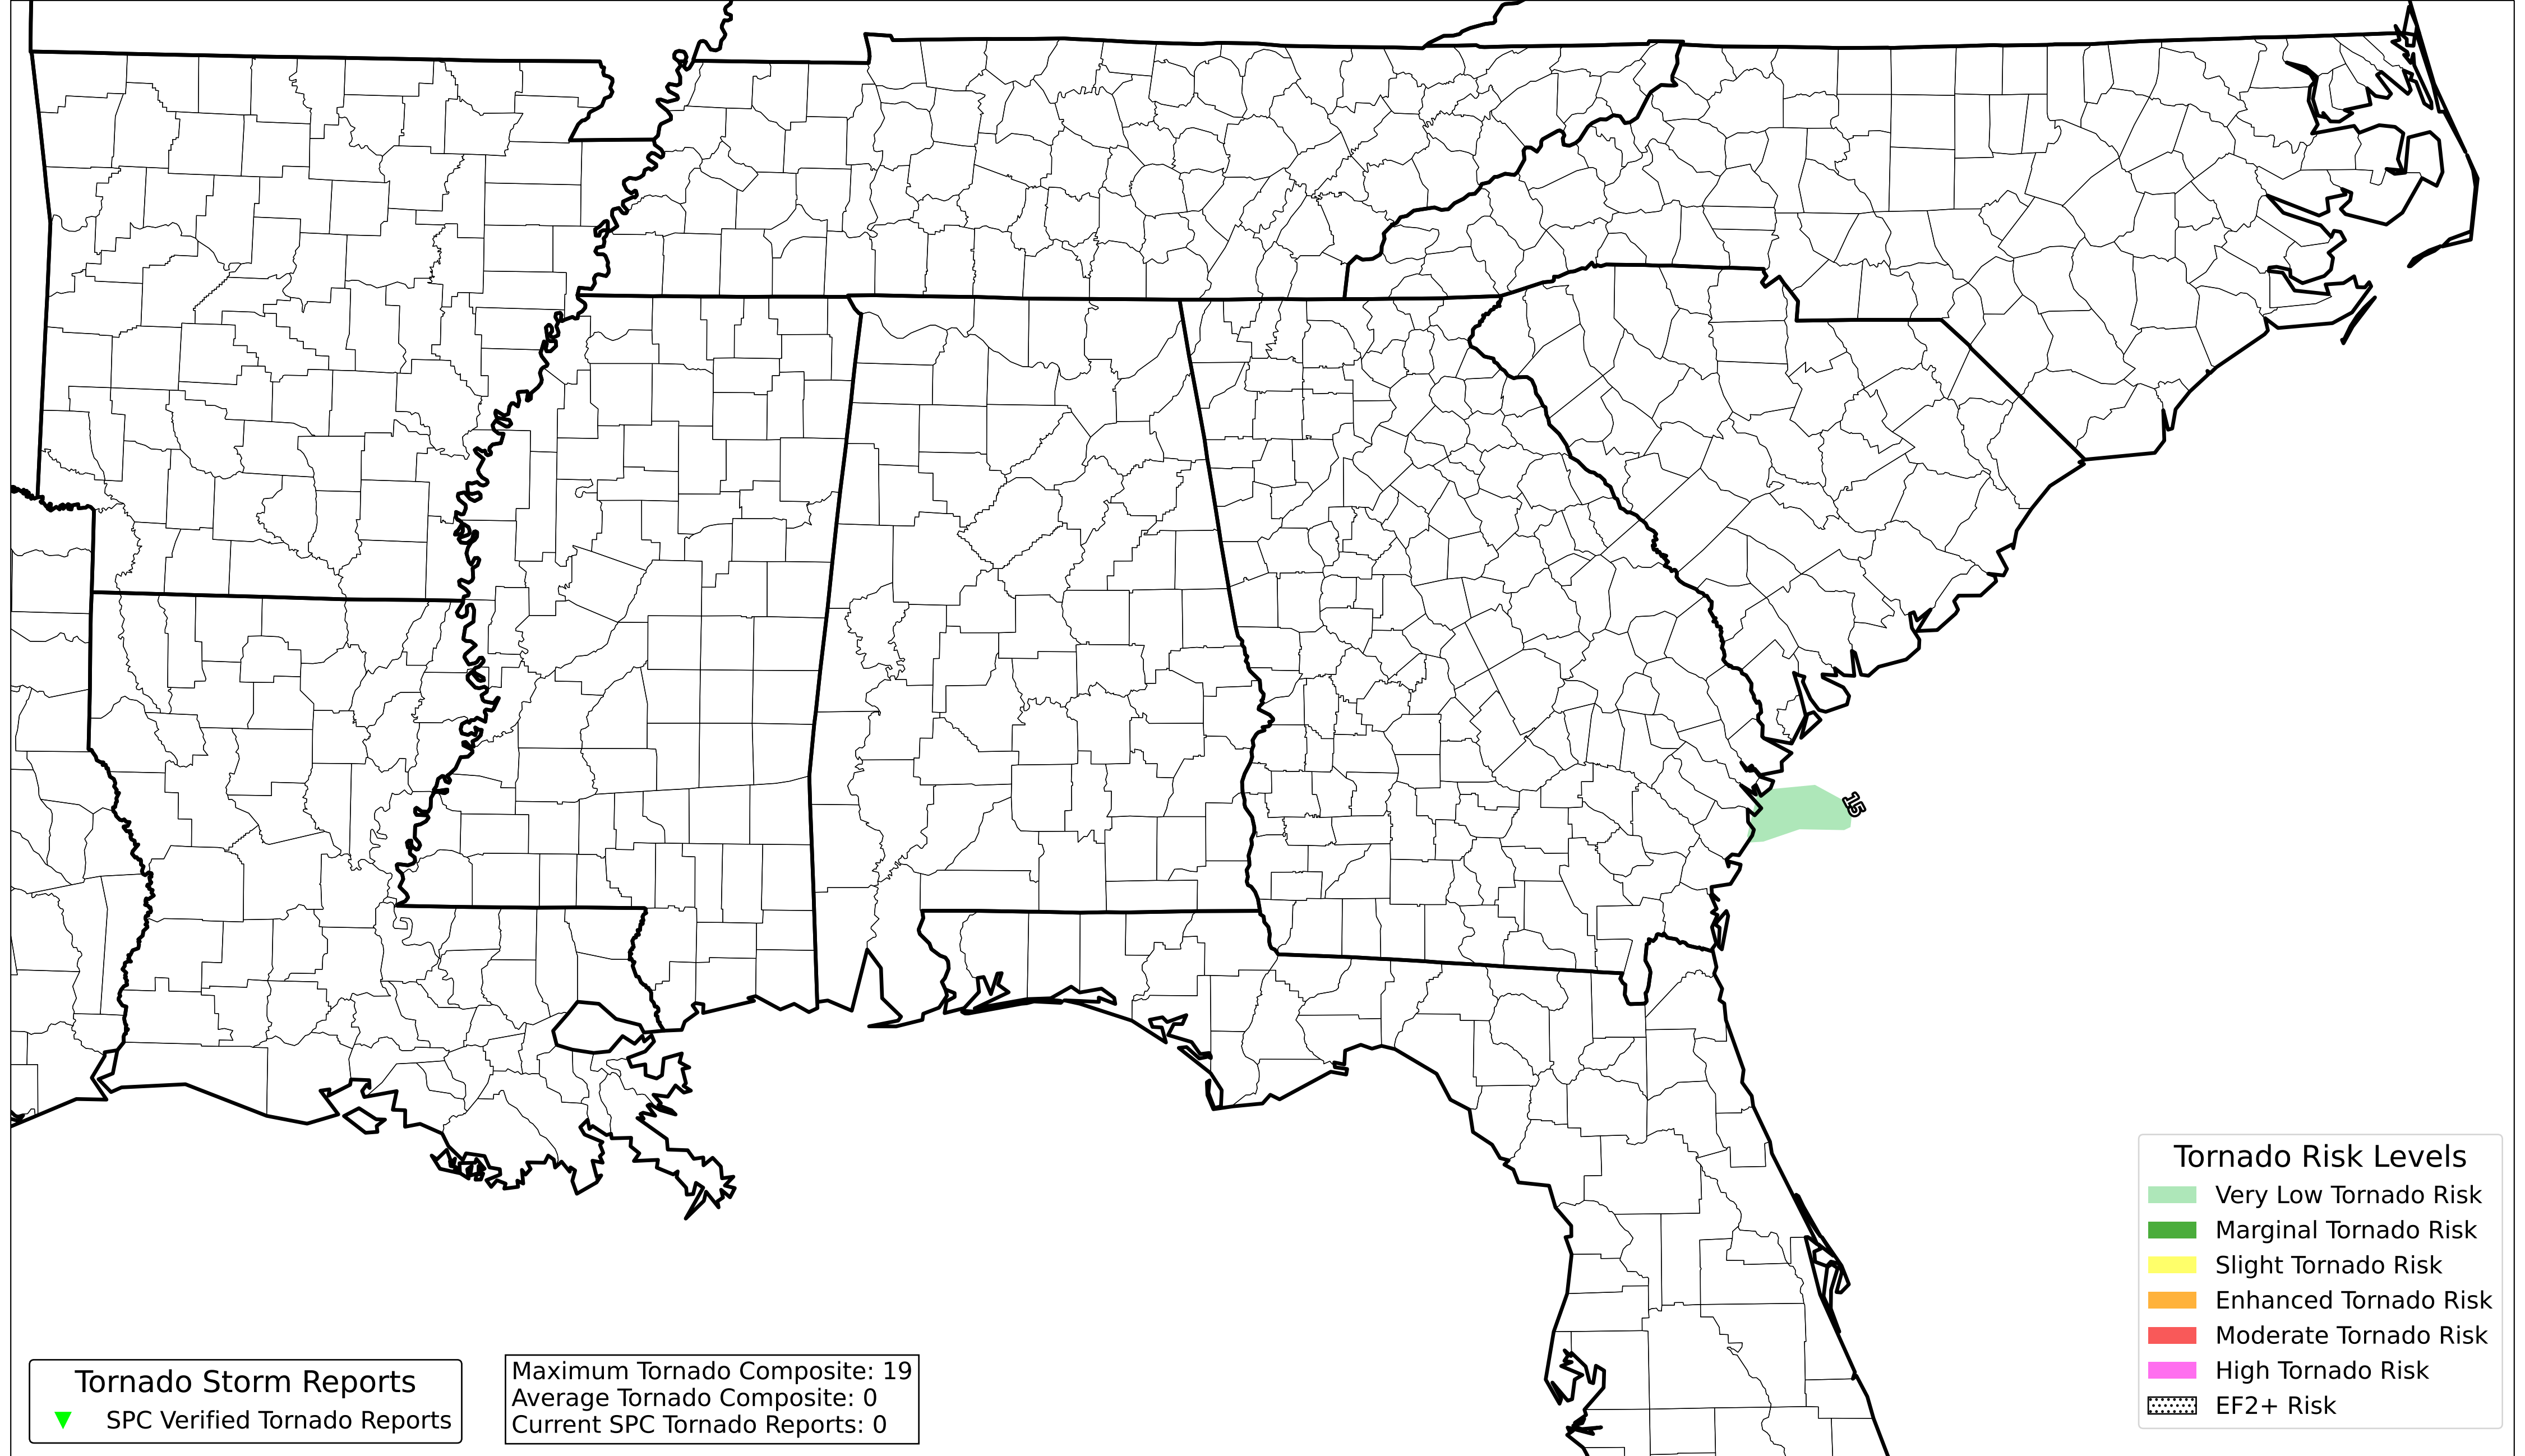 15
Tornado Risk Levels
Very Low Tornado Risk
Marginal Tornado Risk
Slight Tornado Risk
Enhanced Tornado Risk
Moderate Tornado Risk
High Tornado Risk
EF2+ Risk
Tornado Storm Reports
SPC Verified Tornado Reports
Maximum Tornado Composite: 19
Average Tornado Composite: 0
Current SPC Tornado Reports: 0